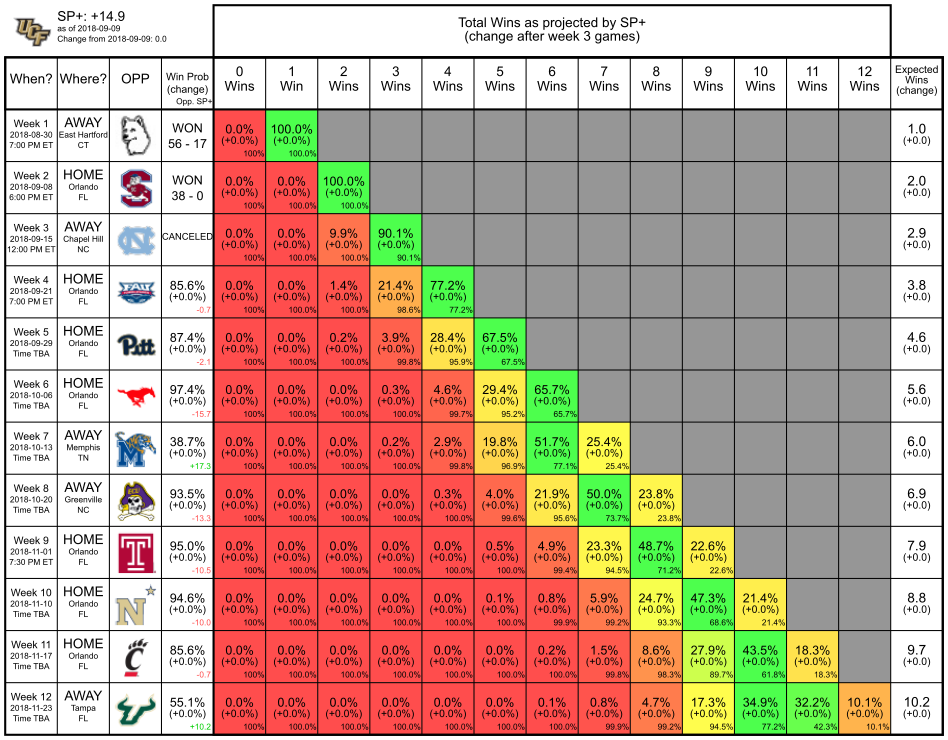 UCF
SP+: +14.9
as of 2018-09-09
Change from 2018-09-09: 0.0
Total Wins as projected by SP+
(change after week 3 games)
When? Where? OPP Win Prob (change) Opp. SP+ 0 Wins 1 Win 2 Wins 3 Wins 4 Wins 5 Wins 6 Wins 7 Wins 8 Wins 9 Wins 10 Wins 11 Wins 12 Wins Expected Wins (change)
Week 1 AWAY WON 0.0% 100.0% 1.0
2018-08-30 East Hartford 56 - 17 (+0.0%) (+0.0%) (+0.0)
7:00 PM ET CT 100% 100.0%
Week 2 HOME WON 0.0% 0.0% 100.0% 2.0
2018-09-08 Orlando 38 - 0 (+0.0%) (+0.0%) (+0.0%) (+0.0)
6:00 PM ET FL S 100% 100.0% 100.0%
Week 3 AWAY CANCELED 0.0% 0.0% 9.9% 90.1% 2.9
2018-09-15 Chapel Hill NC (+0.0%) (+0.0%) (+0.0%) (+0.0%) (+0.0)
12:00 PM ET NC 100% 100.0% 100.0% 90.1%
Week 4 HOME 85.6% 0.0% 0.0% 1.4% 21.4% 77.2% 3.8
2018-09-21 Orlando FAU (+0.0%) (+0.0%) (+0.0%) (+0.0%) (+0.0%) (+0.0%) (+0.0)
7:00 PM ET FL -0.7 100% 100.0% 100.0% 98.6% 77.2%
Week 5 HOME 87.4% 0.0% 0.0% 0.2% 3.9% 28.4% 67.5% 4.6
2018-09-29 Orlando Pitt (+0.0%) (+0.0%) (+0.0%) (+0.0%) (+0.0%) (+0.0%) (+0.0%) (+0.0)
Time TBA FL -2.1 100% 100.0% 100.0% 99.8% 95.9% 67.5%
Week 6 HOME 97.4% 0.0% 0.0% 0.0% 0.3% 4.6% 29.4% 65.7% 5.6
2018-10-06 Orlando (+0.0%) (+0.0%) (+0.0%) (+0.0%) (+0.0%) (+0.0%) (+0.0%) (+0.0%) (+0.0)
Time TBA FL -15.7 100% 100.0% 100.0% 100.0% 99.7% 95.2% 65.7%
Week 7 AWAY 38.7% 0.0% 0.0% 0.0% 0.2% 2.9% 19.8% 51.7% 25.4% 6.0
2018-10-13 Memphis M (+0.0%) (+0.0%) (+0.0%) (+0.0%) (+0.0%) (+0.0%) (+0.0%) (+0.0%) (+0.0%) (+0.0)
Time TBA TN +17.3 100% 100.0% 100.0% 100.0% 99.8% 96.9% 77.1% 25.4%
Week 8 AWAY 93.5% 0.0% 0.0% 0.0% 0.0% 0.3% 4.0% 21.9% 50.0% 23.8% 6.9
2018-10-20 Greenville ECU (+0.0%) (+0.0%) (+0.0%) (+0.0%) (+0.0%) (+0.0%) (+0.0%) (+0.0%) (+0.0%) (+0.0%) (+0.0)
Time TBA NC -13.3 100% 100.0% 100.0% 100.0% 100.0% 99.6% 95.6% 73.7% 23.8%
Week 9 HOME 95.0% 0.0% 0.0% 0.0% 0.0% 0.0% 0.5% 4.9% 23.3% 48.7% 22.6% 7.9
2018-11-01 Orlando T (+0.0%) (+0.0%) (+0.0%) (+0.0%) (+0.0%) (+0.0%) (+0.0%) (+0.0%) (+0.0%) (+0.0%) (+0.0%) (+0.0)
7:30 PM ET FL -10.5 100% 100.0% 100.0% 100.0% 100.0% 100.0% 99.4% 94.5% 71.2% 22.6%
Week 10 HOME 94.6% 0.0% 0.0% 0.0% 0.0% 0.0% 0.1% 0.8% 5.9% 24.7% 47.3% 21.4% 8.8
2018-11-10 Orlando N (+0.0%) (+0.0%) (+0.0%) (+0.0%) (+0.0%) (+0.0%) (+0.0%) (+0.0%) (+0.0%) (+0.0%) (+0.0%) (+0.0%) (+0.0)
Time TBA FL -10.0 100% 100.0% 100.0% 100.0% 100.0% 100.0% 99.9% 99.2% 93.3% 68.6% 21.4%
Week 11 HOME 85.6% 0.0% 0.0% 0.0% 0.0% 0.0% 0.0% 0.2% 1.5% 8.6% 27.9% 43.5% 18.3% 9.7
2018-11-17 Orlando C (+0.0%) (+0.0%) (+0.0%) (+0.0%) (+0.0%) (+0.0%) (+0.0%) (+0.0%) (+0.0%) (+0.0%) (+0.0%) (+0.0%) (+0.0%) (+0.0)
Time TBA FL -0.7 100% 100.0% 100.0% 100.0% 100.0% 100.0% 100.0% 99.8% 98.3% 89.7% 61.8% 18.3%
Week 12 AWAY 55.1% 0.0% 0.0% 0.0% 0.0% 0.0% 0.0% 0.1% 0.8% 4.7% 17.3% 34.9% 32.2% 10.1% 10.2
2018-11-23 Tampa (+0.0%) (+0.0%) (+0.0%) (+0.0%) (+0.0%) (+0.0%) (+0.0%) (+0.0%) (+0.0%) (+0.0%) (+0.0%) (+0.0%) (+0.0%) (+0.0%) (+0.0)
Time TBA FL +10.2 100% 100.0% 100.0% 100.0% 100.0% 100.0% 100.0% 99.9% 99.2% 94.5% 77.2% 42.3% 10.1%